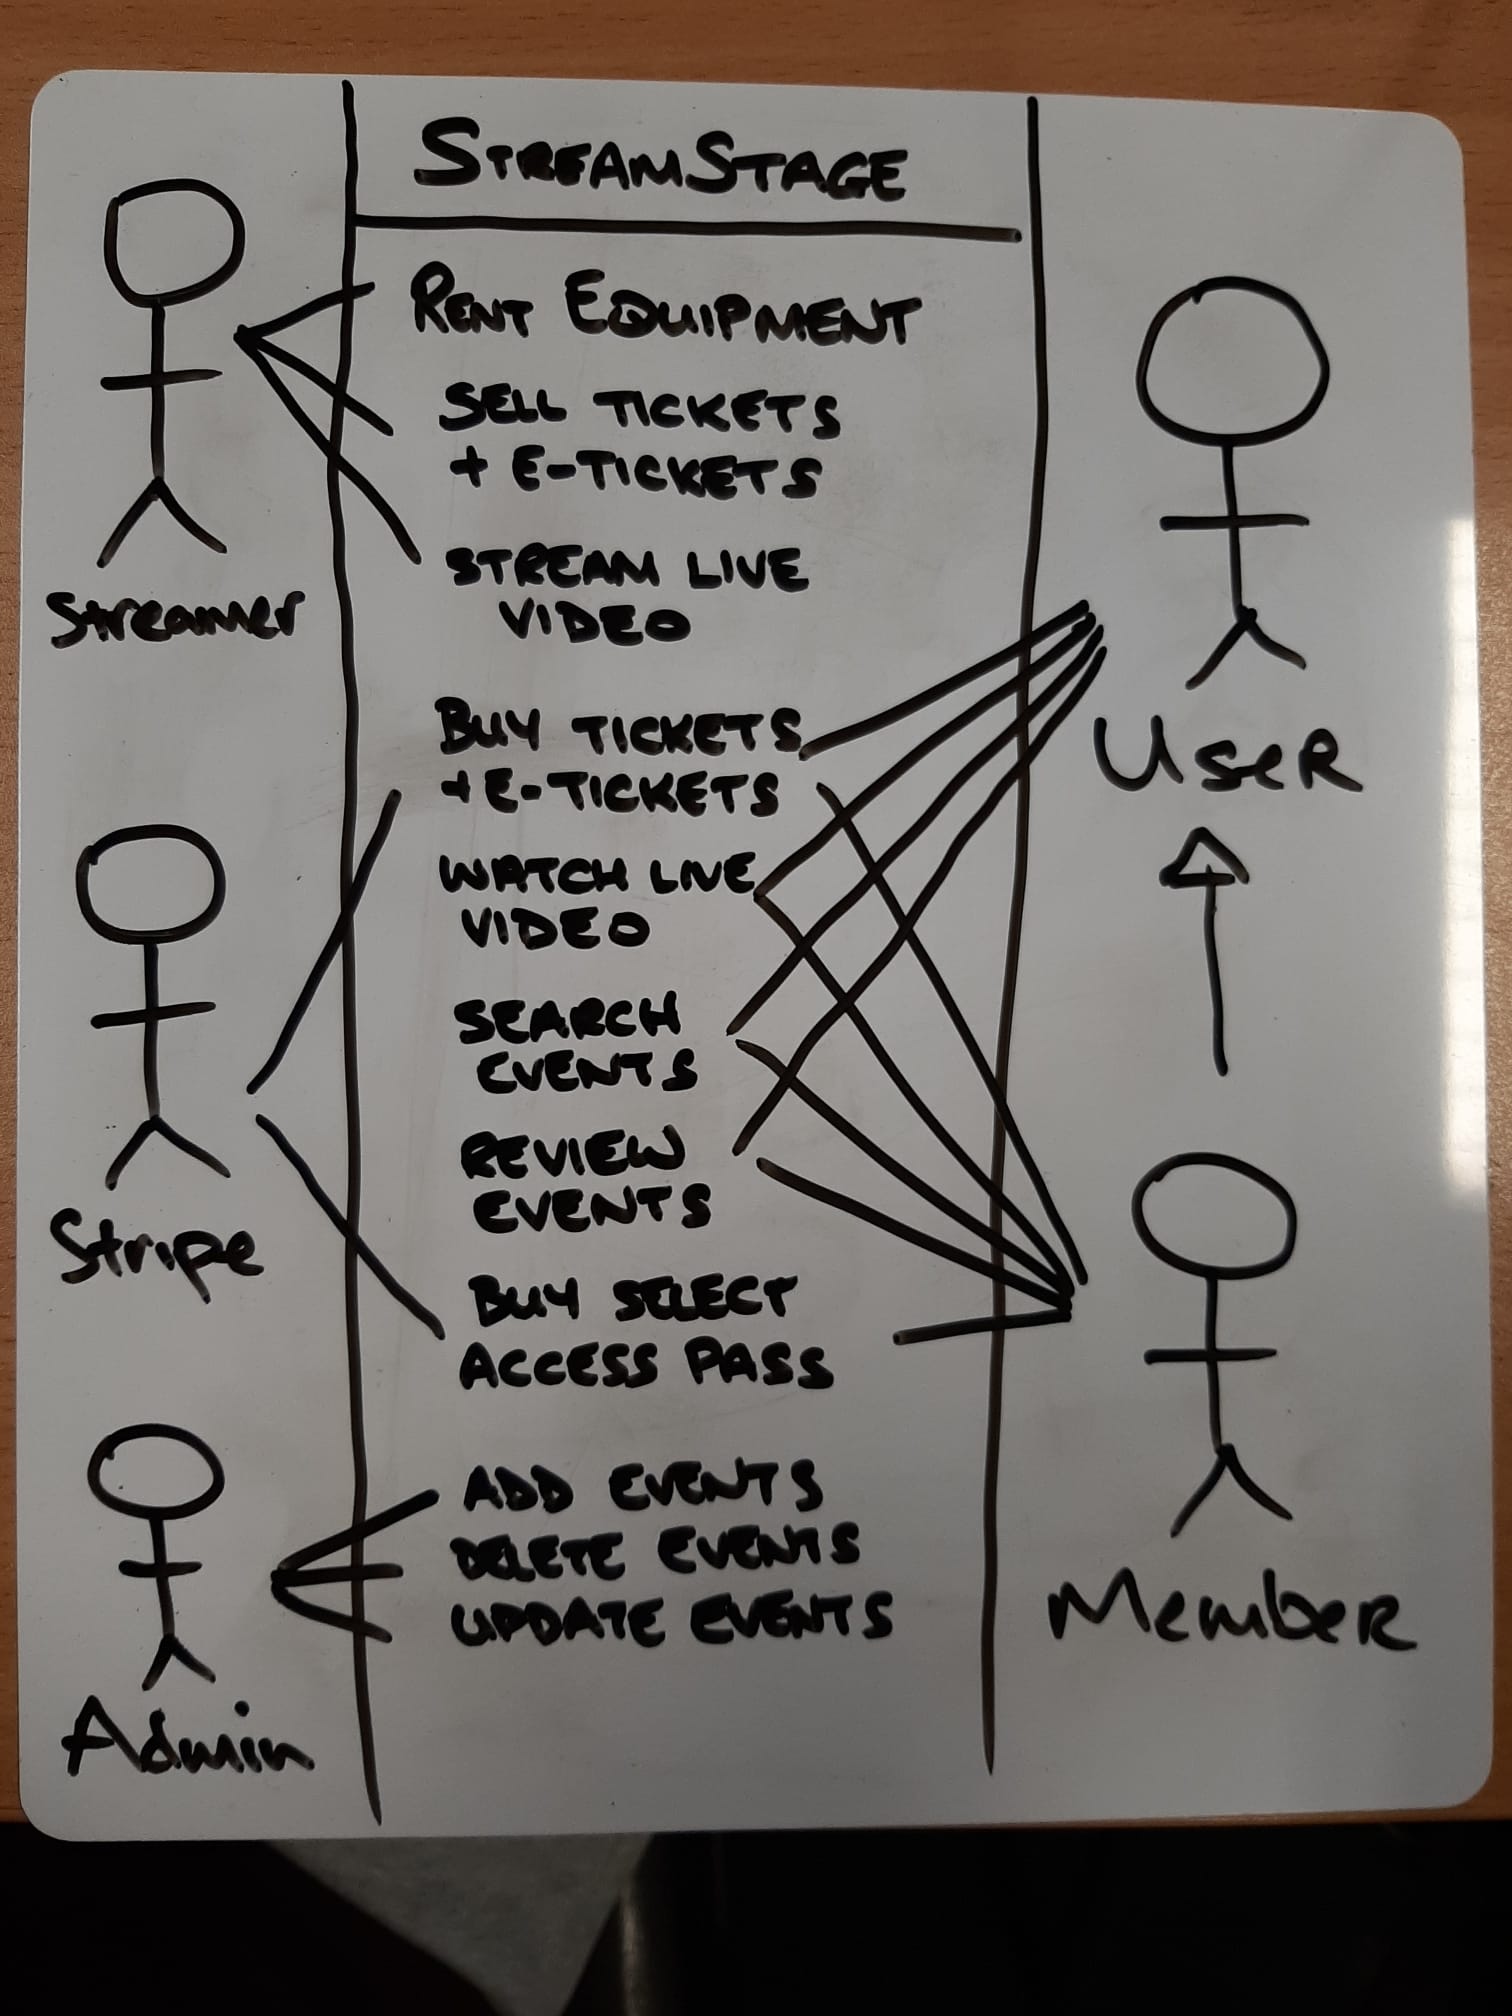 STREAMSTAGE
RENT EQUIPMENT
SELL TICKETS
+ E-TICKETS
STREAM LIVE
VIDEO
Streamer
BUY TICKETS
+ E-TICKETS
User
WATCH LIVE
VIDEO
SEARCH
EVENTS
REVIEW
EVENTS
Stripe
BUY SELECT
ACCESS PASS
ADD EVENTS
DELETE EVENTS
UPDATE EVENTS
Member
Admin